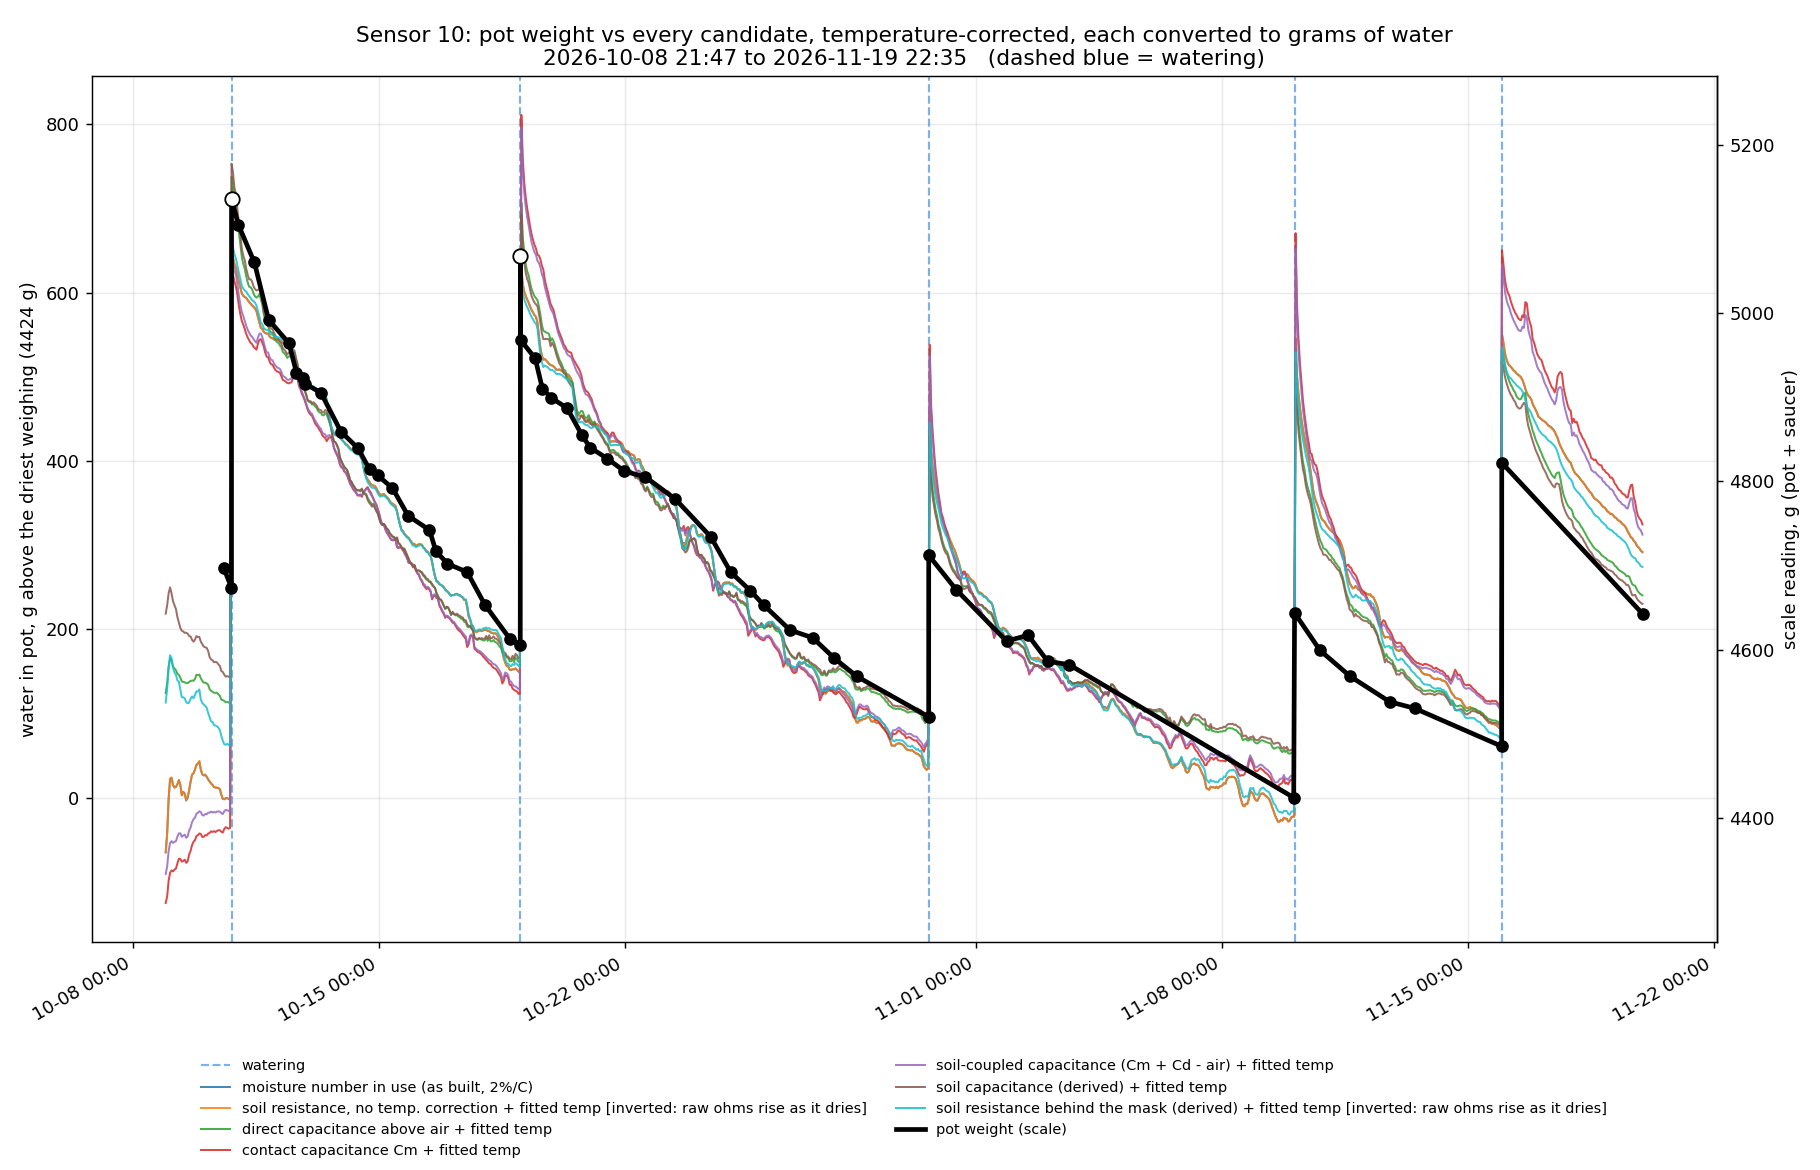 Sensor 10: pot weight vs every candidate, temperature-corrected, each converted to grams of water
2026-10-08 21:47 to 2026-11-19 22:35   (dashed blue = watering)
water in pot, g above the driest weighing (4424 g)
800
600
400
200
0
5200
5000
4800
4600
4400
scale reading, g (pot + saucer)
10-08 00:00
10-15 00:00
10-22 00:00
11-01 00:00
11-08 00:00
11-15 00:00
11-22 00:00
watering
moisture number in use (as built, 2%/C)
soil resistance, no temp. correction + fitted temp [inverted: raw ohms rise as it dries]
direct capacitance above air + fitted temp
contact capacitance Cm + fitted temp
soil-coupled capacitance (Cm + Cd - air) + fitted temp
soil capacitance (derived) + fitted temp
soil resistance behind the mask (derived) + fitted temp [inverted: raw ohms rise as it dries]
pot weight (scale)